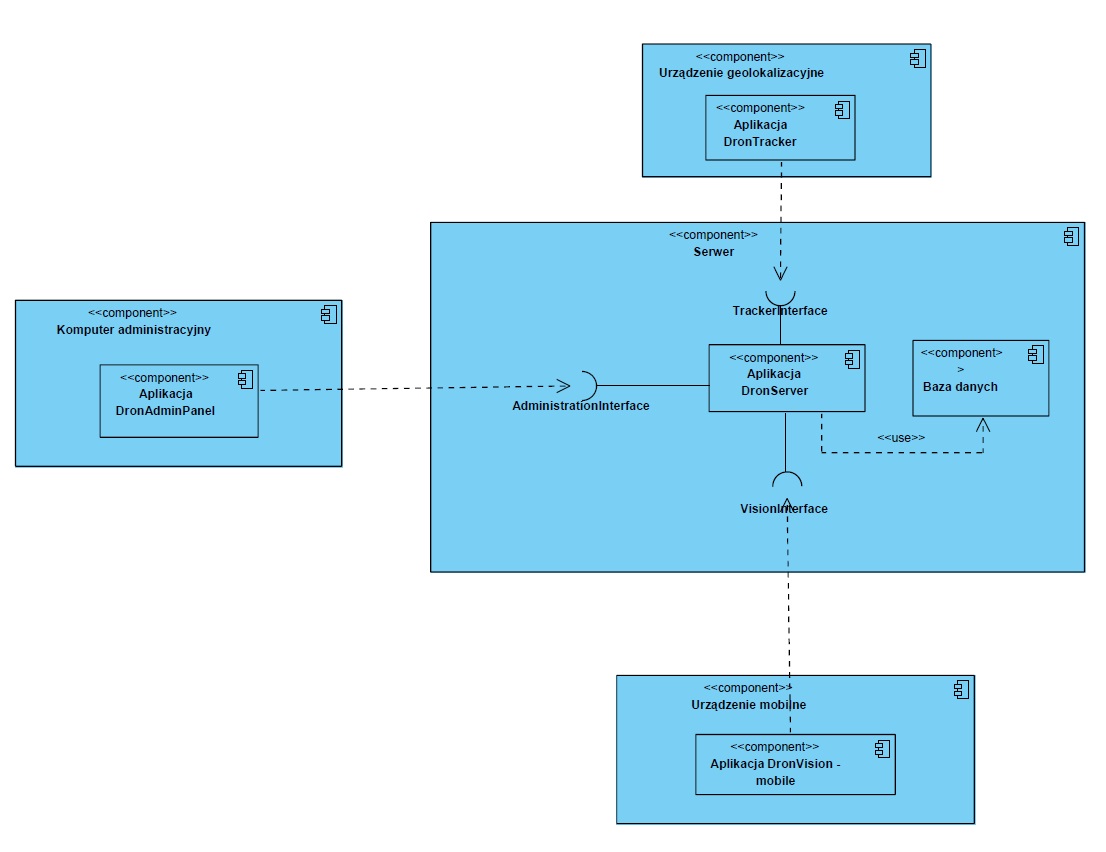 <<component>>
Urządzenie geolokalizacyjne
<<component>>
Aplikacja
DronTracker
<<component>>
Serwer
TrackerInterface
<<component>>
Komputer administracyjny
<<component>>
Aplikacja
DronAdminPanel
AdministrationInterface
<<component>>
Aplikacja
DronServer
<<component>
>
Baza danych
<<use>>
VisionInterface
<<component>>
Urządzenie mobilne
<<component>>
Aplikacja DronVision -
mobile